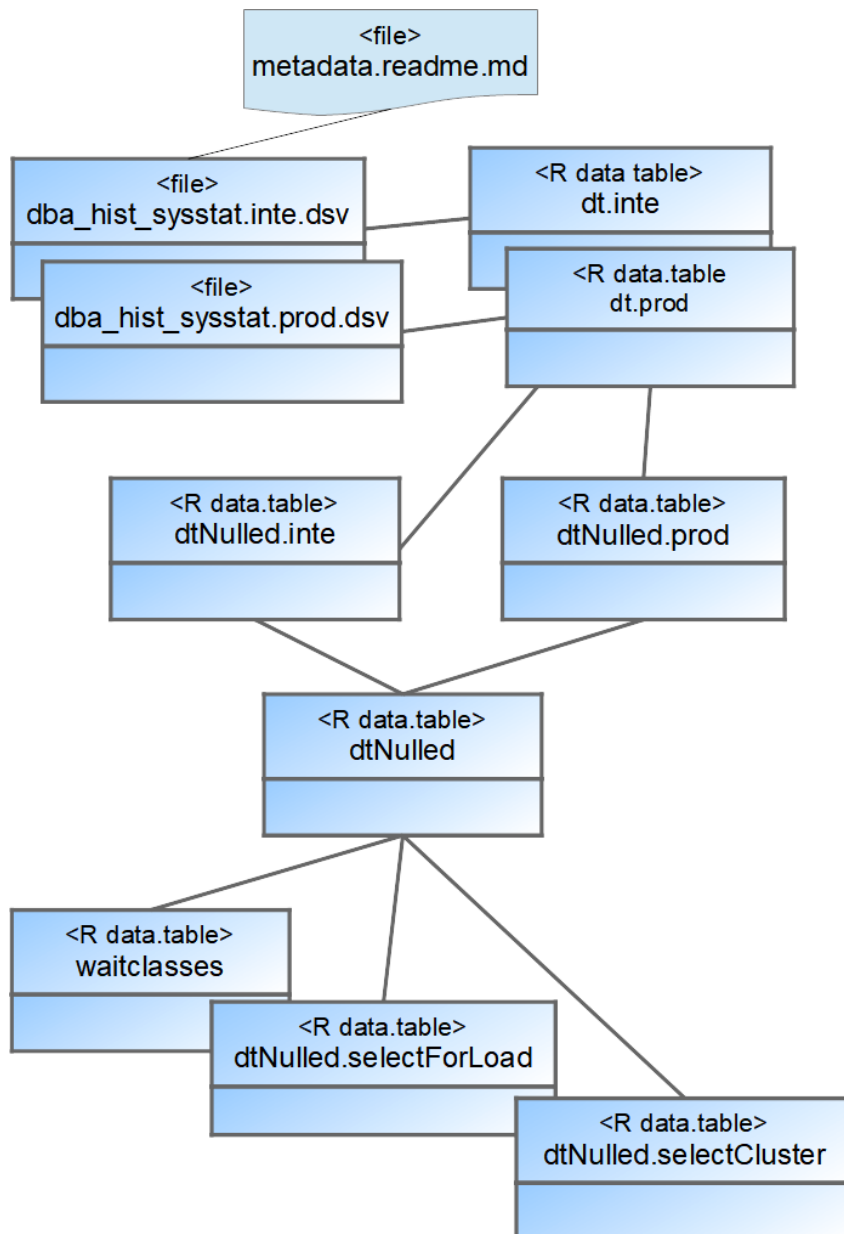 <file>
metadata.readme.md
<file>
dba_hist_sysstat.inte.dsv
<R data table>
dt.inte
<file>
dba_hist_sysstat.prod.dsv
<R data.table
dt.prod
<R data.table>
dtNulled.inte
<R data.table>
dtNulled.prod
<R data.table>
dtNulled
<R data.table>
waitclasses
<R data.table>
dtNulled.selectForLoad
<R data.table>
dtNulled.selectCluster